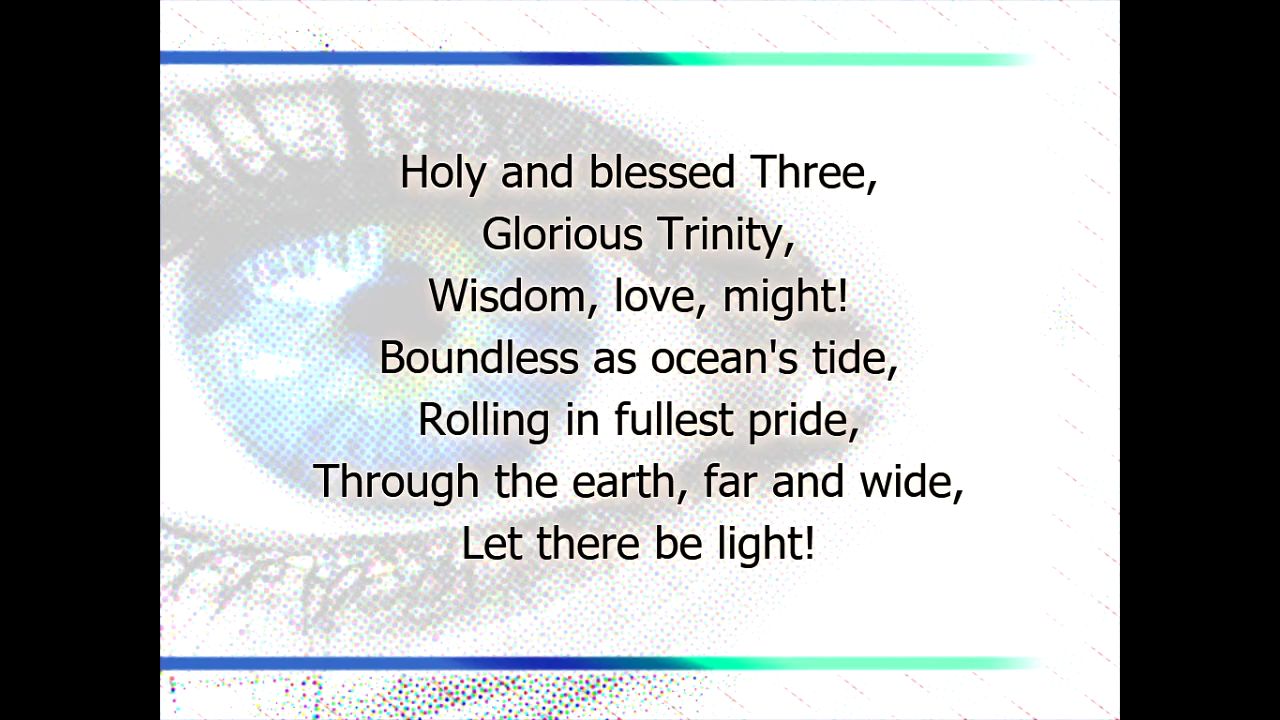 Holy and blessed Three,
Glorious Trinity,
Wisdom, love, might!
Boundless as ocean's tide,
Rolling in fullest pride,
Through the earth, far and wide,
Let there be light!